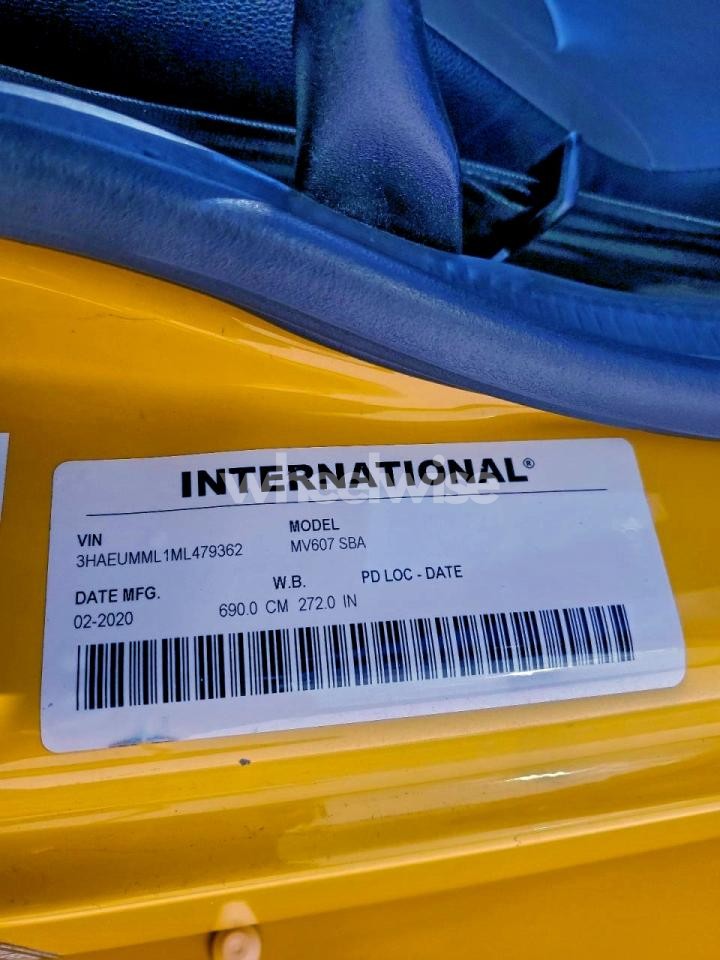 INTERNATIONAL®
wheelwise
VIN
3HAEUMML1ML479362
MODEL
MV607 SBA
DATE MFG.
02-2020
W.B.
690.0 CM 272.0 IN
PD LOC - DATE